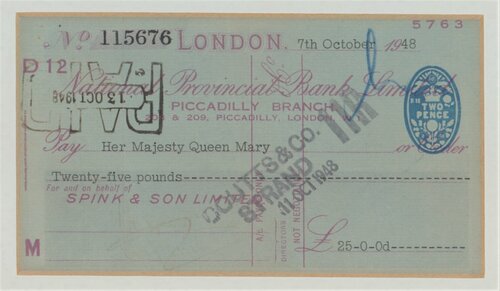 No 115676 LONDON. 7th October 1948
5763
D 12
National Provincial Bank Limited
PICCADILLY BRANCH
208 & 209, PICCADILLY, LONDON, W.1
PAID
13 OCT 1948
TWO PENCE
Pay Her Majesty Queen Mary or Order
Twenty-five pounds
For and on behalf of
SPINK & SON LIMITED
COUTTS & CO.
STRAND
11 OCT 1948
A/c PAYEE
NOT NEGOTIABLE
DIRECTORS
M
£ 25-0-0d